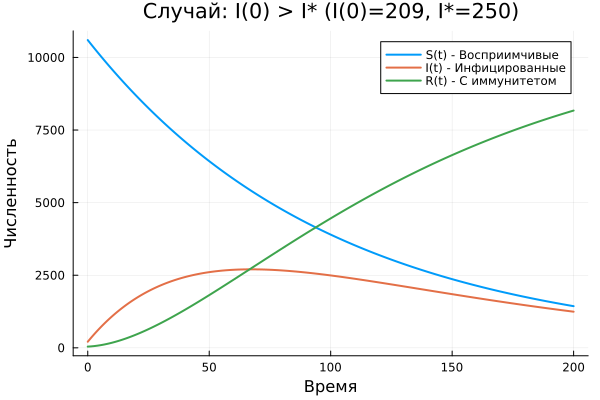 Случай: I(0) > I* (I(0)=209, I*=250)
S(t) - Восприимчивые
I(t) - Инфицированные
R(t) - С иммунитетом
Численность
10000
7500
5000
2500
0
0 50 100 150 200
Время